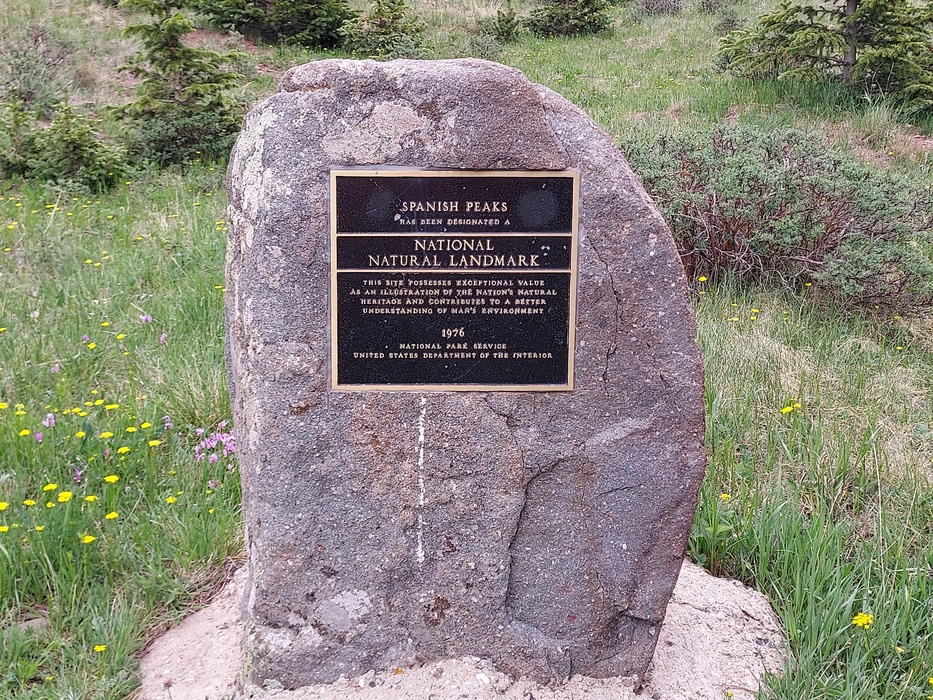 SPANISH PEAKS
HAS BEEN DESIGNATED A
NATIONAL
NATURAL LANDMARK
THIS SITE POSSESSES EXCEPTIONAL VALUE
AS AN ILLUSTRATION OF THE NATION'S NATURAL
HERITAGE AND CONTRIBUTES TO A BETTER
UNDERSTANDING OF MAN'S ENVIRONMENT
1976
NATIONAL PARK SERVICE
UNITED STATES DEPARTMENT OF THE INTERIOR